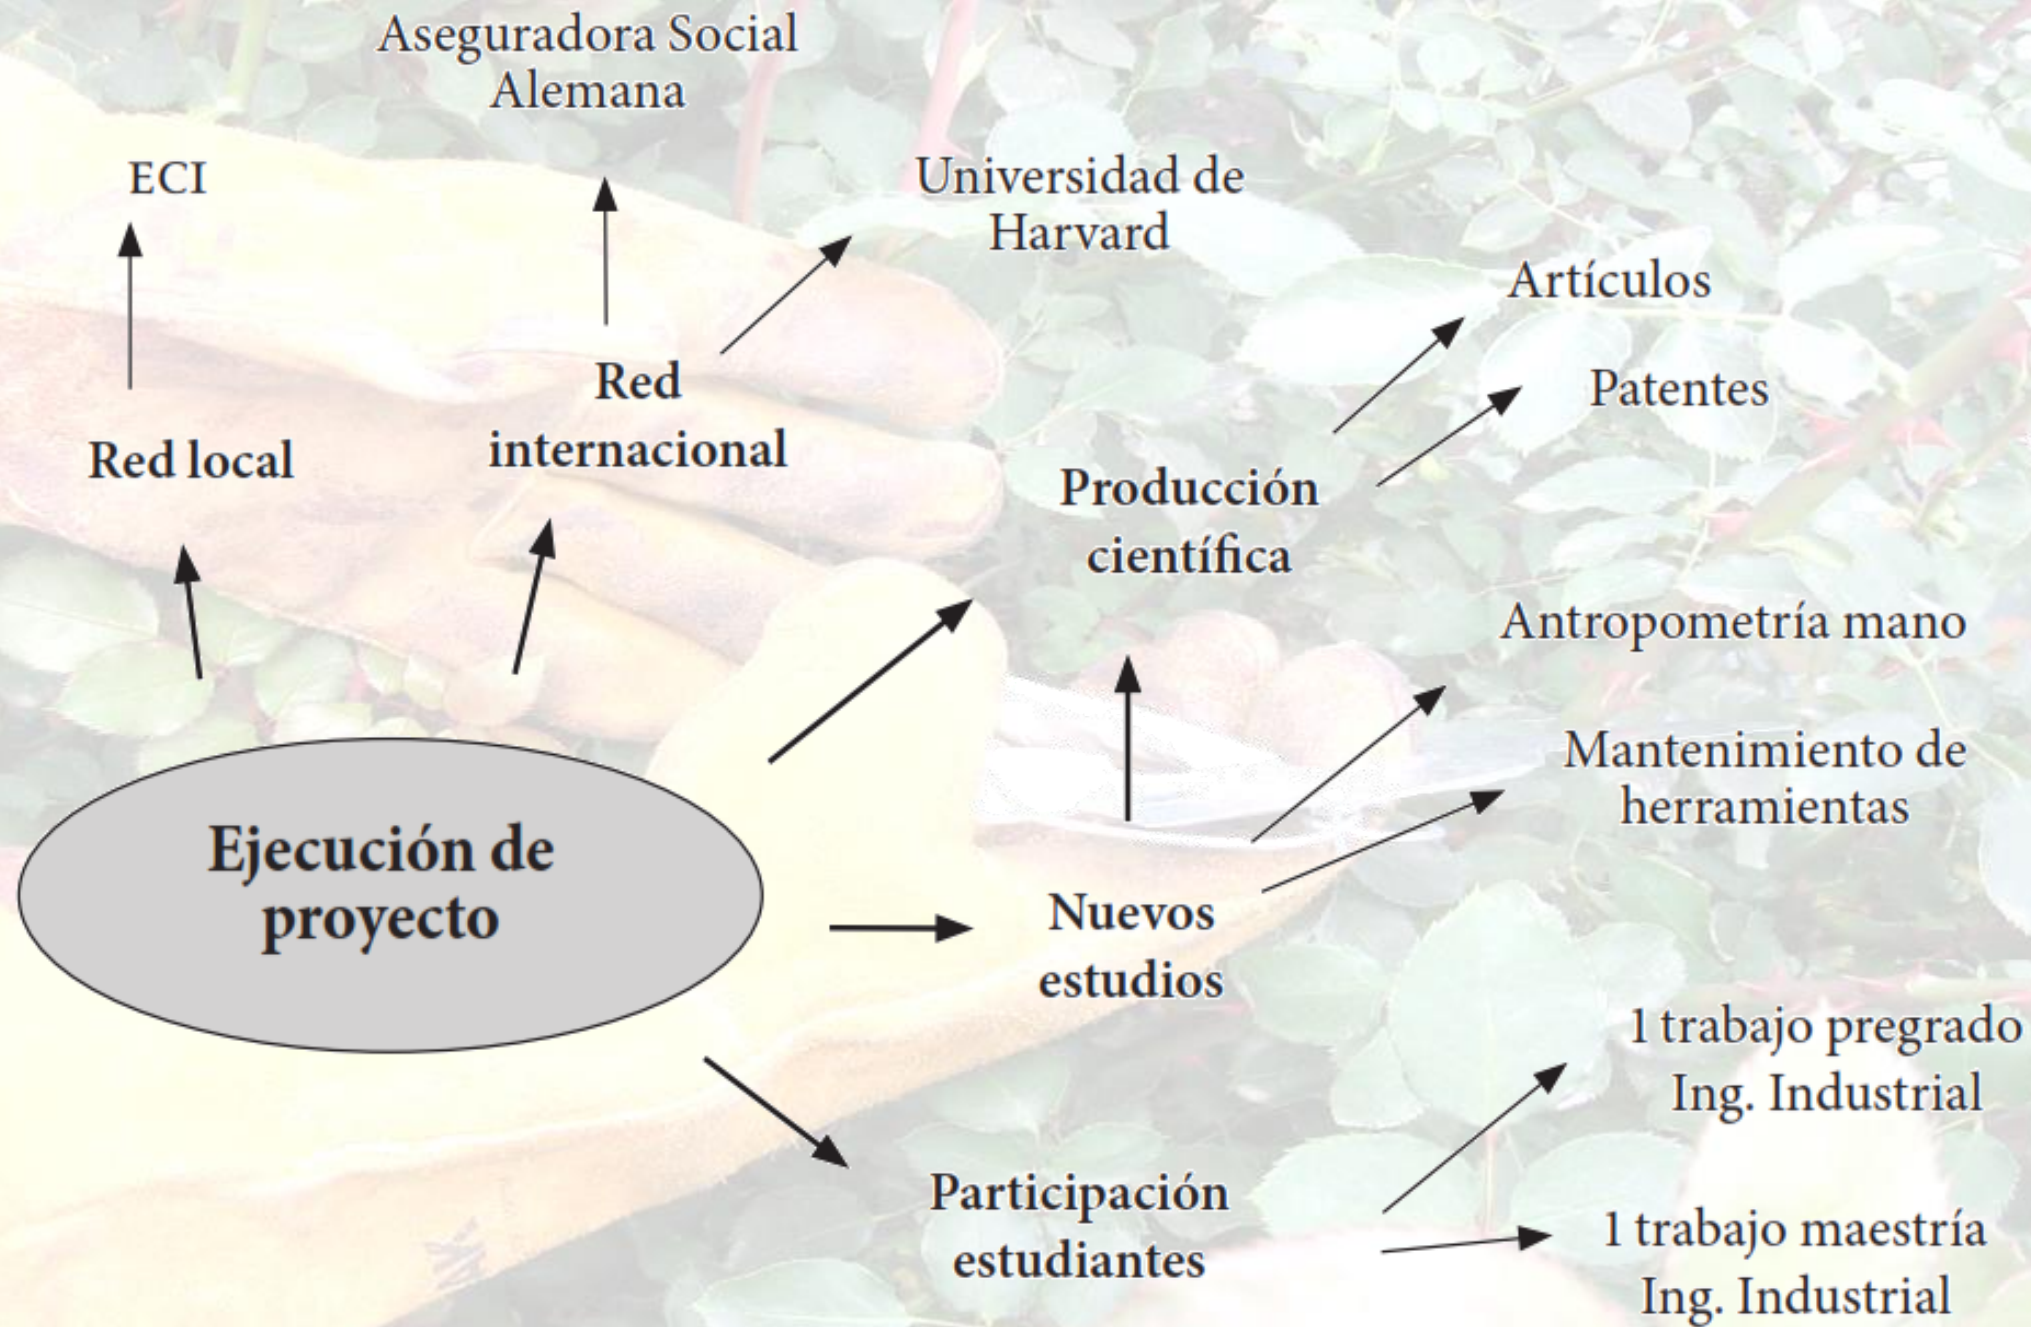 Aseguradora Social
Alemana
ECI
Universidad de
Harvard
Artículos
Patentes
Red
internacional
Red local
Producción
científica
Antropometría mano
Mantenimiento de
herramientas
Ejecución de
proyecto
Nuevos
estudios
1 trabajo pregrado
Ing. Industrial
Participación
estudiantes
1 trabajo maestría
Ing. Industrial